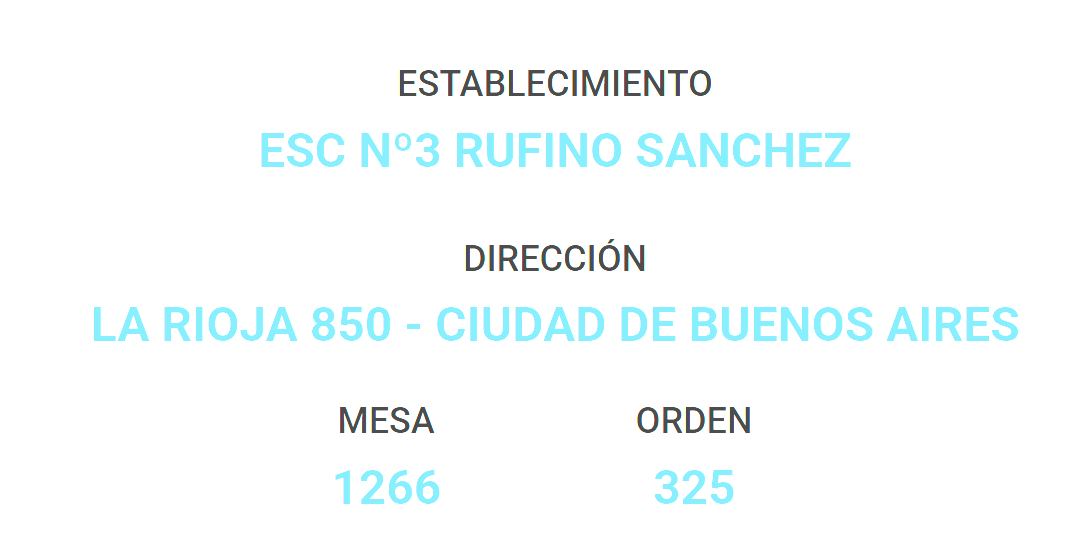 ESTABLECIMIENTO
ESC Nº3 RUFINO SANCHEZ
DIRECCIÓN
LA RIOJA 850 - CIUDAD DE BUENOS AIRES
MESA ORDEN
1266 325